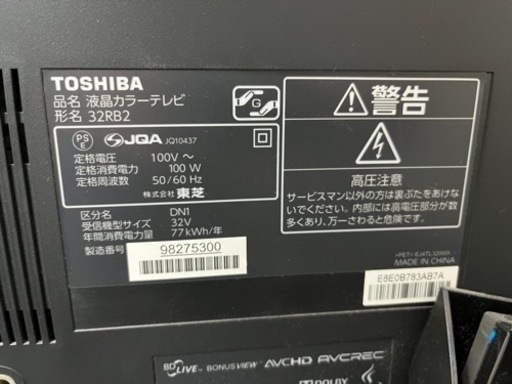 TOSHIBA
品名 液晶カラーテレビ
形名 32RB2
G
PS
E
JQA JQ10437
定格電圧 100V ～
定格消費電力 100 W
定格周波数 50/60 Hz
株式会社 東芝
区分名 DN1
受信機型サイズ 32V
年間消費電力量 77kWh/年
製造番号 98275300
警告
高圧注意
サービスマン以外の方は裏ぶたをあけな
いでください。内部には高電圧部分が数
多くあり、万一さわると危険です。
MADE IN CHINA
E8E0B783AB7A
BD LIVE™ BONUSVIEW™ AVCHD AVCREC
DOLBY